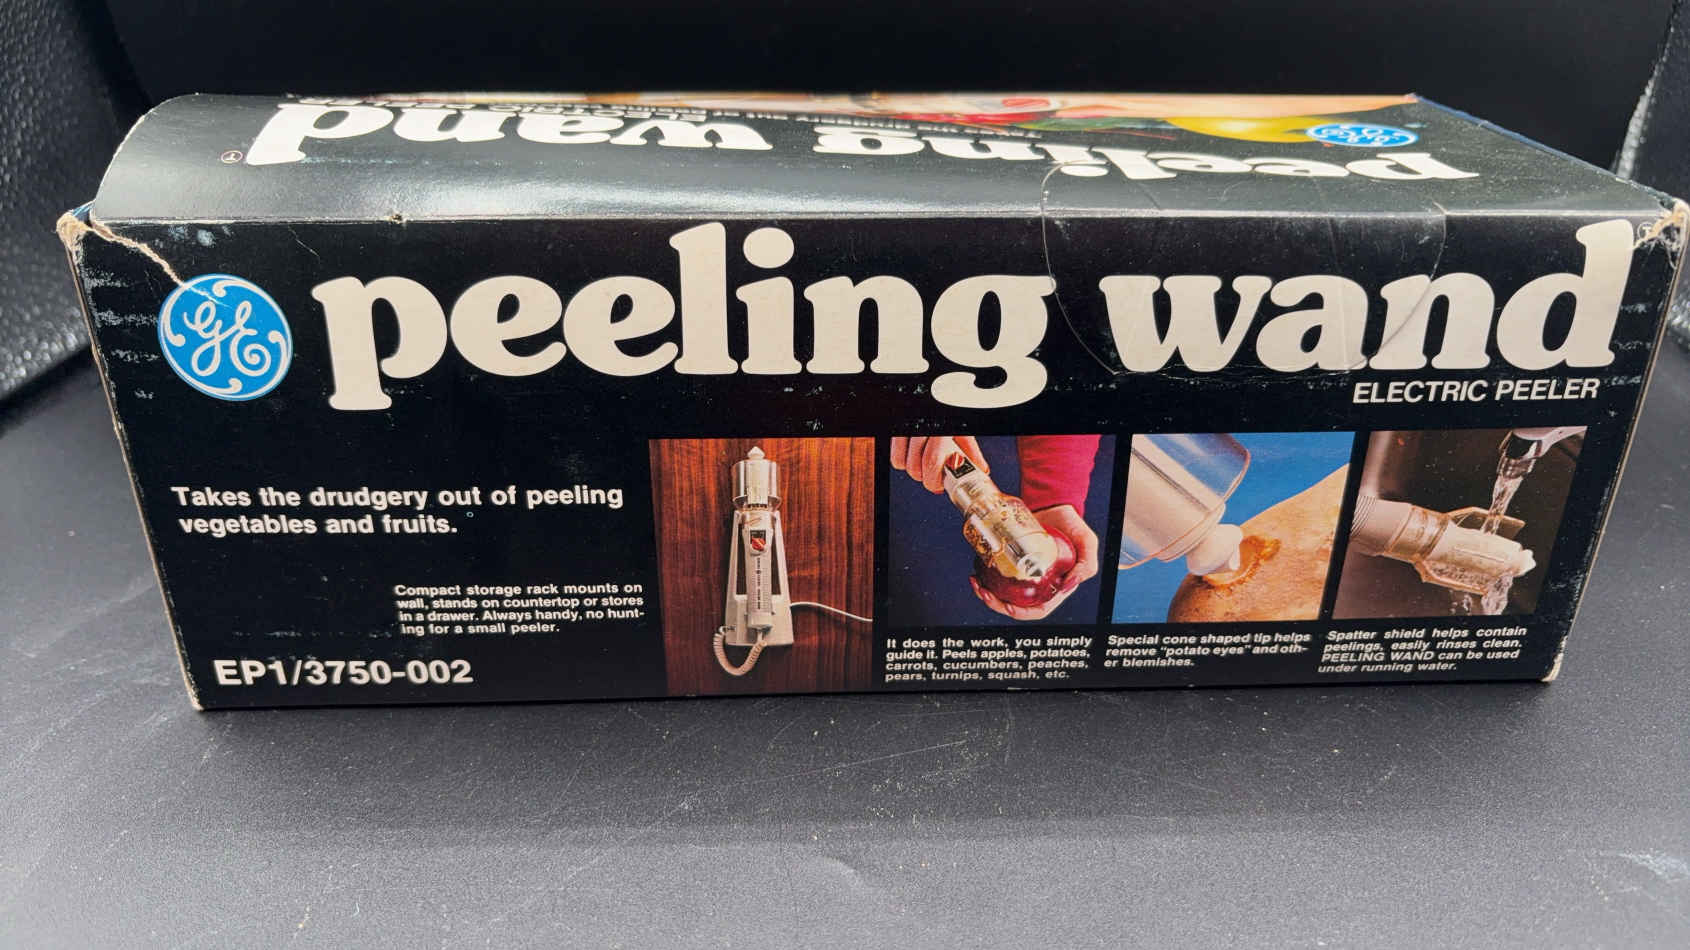 peeling wand
GE
peeling wand
ELECTRIC PEELER
Takes the drudgery out of peeling
vegetables and fruits.
Compact storage rack mounts on
wall, stands on countertop or stores
in a drawer. Always handy, no hunt-
ing for a small peeler.
EP1/3750-002
It does the work, you simply
guide it. Peels apples, potatoes,
carrots, cucumbers, peaches,
pears, turnips, squash, etc.
Special cone shaped tip helps
remove "potato eyes" and oth-
er blemishes.
Spatter shield helps contain
peelings, easily rinses clean.
PEELING WAND can be used
under running water.